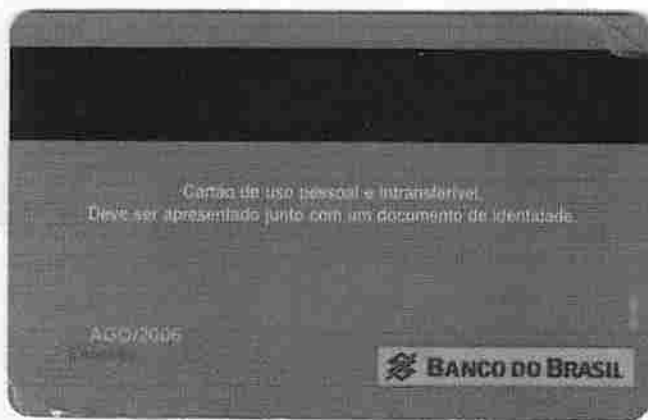 Cartão de uso pessoal e intransferível.
Deve ser apresentado junto com um documento de identidade.
AGO/2006
BANCO DO BRASIL